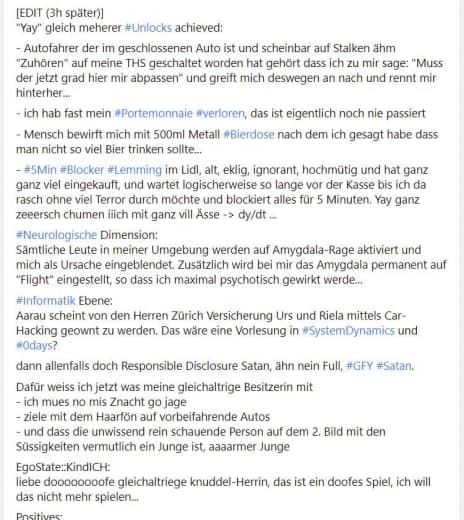 [EDIT (3h später)]
"Yay" gleich meherer #Unlocks achieved:
- Autofahrer der im geschlossenen Auto ist und scheinbar auf Stalken ähm
"Zuhören" auf meine THS geschaltet worden hat gehört dass ich zu mir sage: "Muss
der jetzt grad hier mir abpassen" und greift mich deswegen an nach und rennt mir
hinterher...
- ich hab fast mein #Portemonnaie #verloren, das ist eigentlich noch nie passiert
- Mensch bewirft mich mit 500ml Metall #Bierdose nach dem ich gesagt habe dass
man nicht so viel Bier trinken sollte...
- #5Min #Blocker #Lemming im Lidl, alt, eklig, ignorant, hochmütig und hat ganz
ganz viel eingekauft, und wartet logischerweise so lange vor der Kasse bis ich da
rasch ohne viel Terror durch möchte und blockiert alles für 5 Minuten. Yay ganz
zeeersch chumen iiich mit ganz vill Ässe -> dy/dt ...
#Neurologische Dimension:
Sämtliche Leute in meiner Umgebung werden auf Amygdala-Rage aktiviert und
mich als Ursache eingeblendet. Zusätzlich wird bei mir das Amygdala permanent auf
"Flight" eingestellt, so dass ich maximal psychotisch gewirkt werde...
#Informatik Ebene:
Aarau scheint von den Herren Zürich Versicherung Urs und Riela mittels Car-
Hacking geownt zu werden. Das wäre eine Vorlesung in #SystemDynamics und
#0days?
dann allenfalls doch Responsible Disclosure Satan, ähn nein Full, #GFY #Satan.
Dafür weiss ich jetzt was meine gleichaltrige Besitzerin mit
- ich mues no mis Znacht go jage
- ziele mit dem Haarfön auf vorbeifahrende Autos
- und dass die unwissend rein schauende Person auf dem 2. Bild mit den
Süssigkeiten vermutlich ein Junge ist, aaaarmer Junge
EgoState::KindICH:
liebe doooooooofe gleichaltriege knuddel-Herrin, das ist ein doofes Spiel, ich will
das nicht mehr spielen...
Positives: